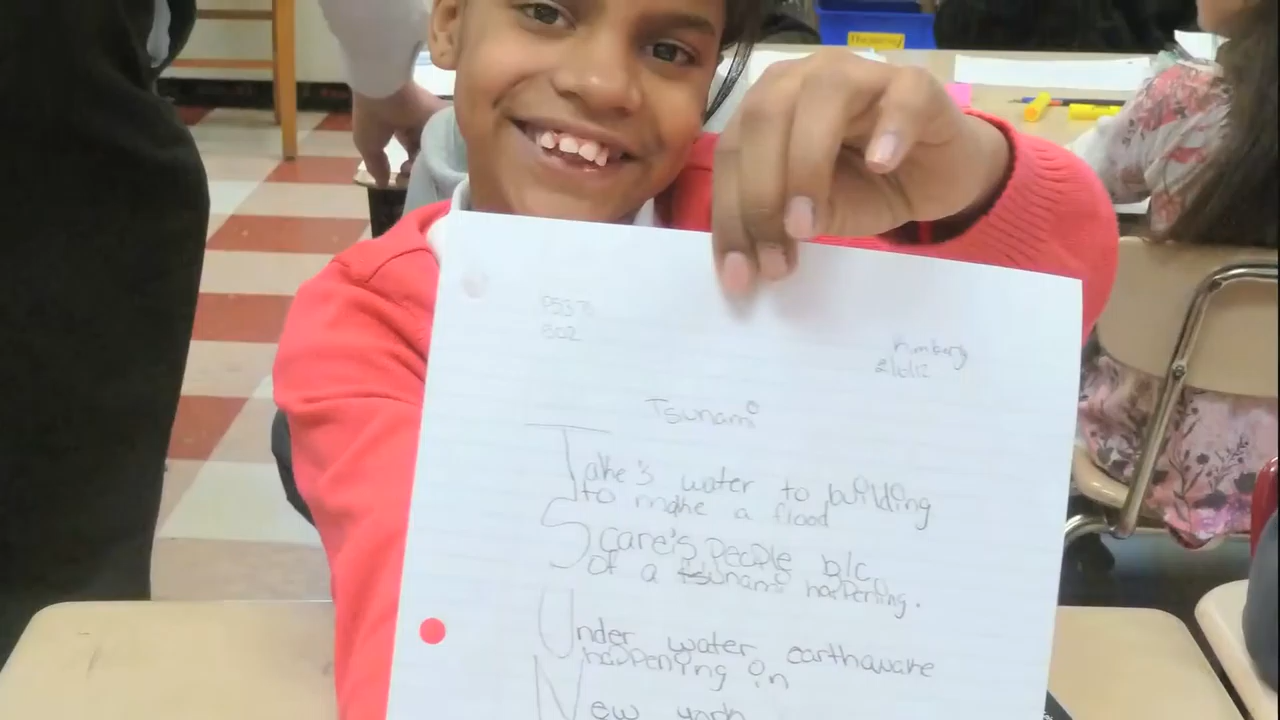 802
Kimberly
2/6/12
Tsunami
Take's water to building
to make a flood
Scare's people b/c
of a tsunami happening.
Under water earthquake
happening in
New york